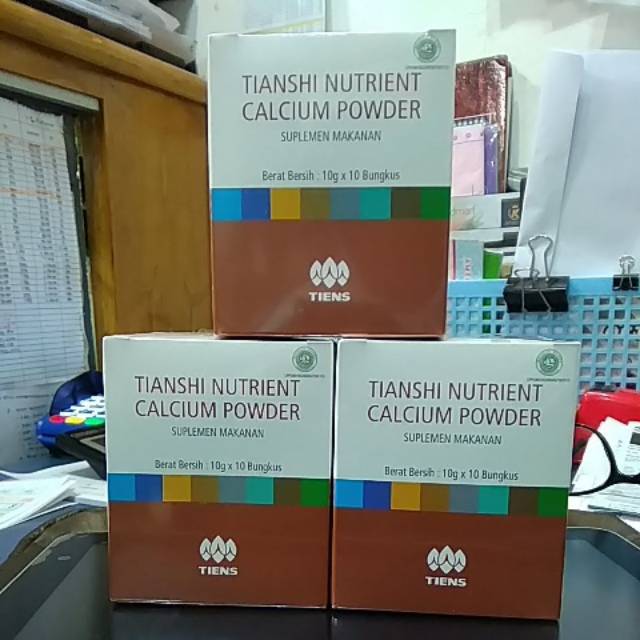 TIANSHI NUTRIENT
CALCIUM POWDER
SUPLEMEN MAKANAN
Berat Bersih : 10g x 10 Bungkus
TIENS
TIANSHI NUTRIENT
CALCIUM POWDER
SUPLEMEN MAKANAN
Berat Bersih : 10g x 10 Bungkus
TIENS
TIANSHI NUTRIENT
CALCIUM POWDER
SUPLEMEN MAKANAN
Berat Bersih : 10g x 10 Bungkus
TIENS